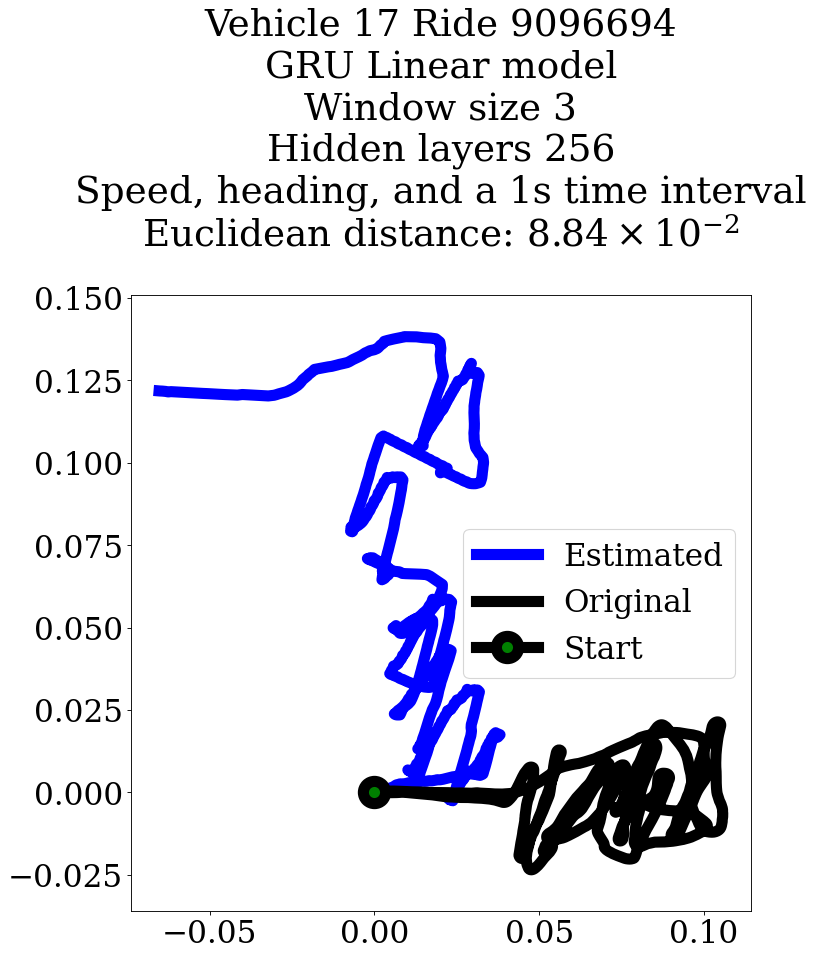 Vehicle 17 Ride 9096694
GRU Linear model
Window size 3
Hidden layers 256
Speed, heading, and a 1s time interval
Euclidean distance: 8.84 × 10⁻²
0.150
0.125
0.100
0.075
0.050
0.025
0.000
−0.025
Estimated
Original
Start
−0.05
0.00
0.05
0.10